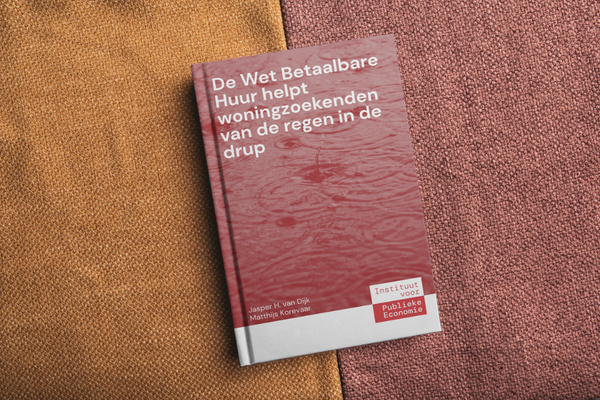 De Wet Betaalbare
Huur helpt
woningzoekenden
van de regen in de
drup
Jasper H. van Dijk
Matthijs Korevaar
Instituut
voor
Publieke
Economie